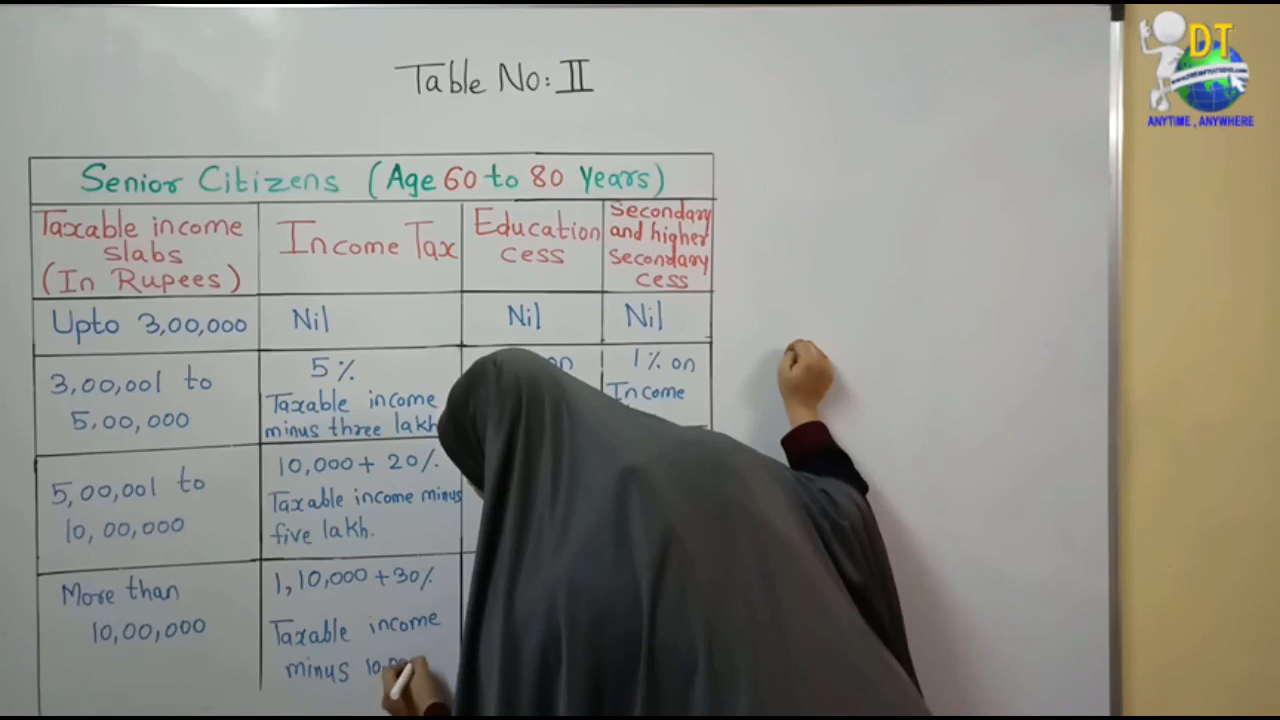 Table No: II
Senior Citizens (Age 60 to 80 Years)
Taxable income
slabs
(In Rupees)
Income Tax
Education
cess
Secondary
and higher
secondary
cess
Upto 3,00,000
Nil
Nil
Nil
3,00,001 to
5,00,000
5%
Taxable income
minus three lakh
on
1% on
Income
5,00,001 to
10,00,000
10,000 + 20%.
Taxable income minus
five lakh.
More than
10,00,000
1,10,000 + 30%
Taxable income
minus
DT
ANYTIME, ANYWHERE